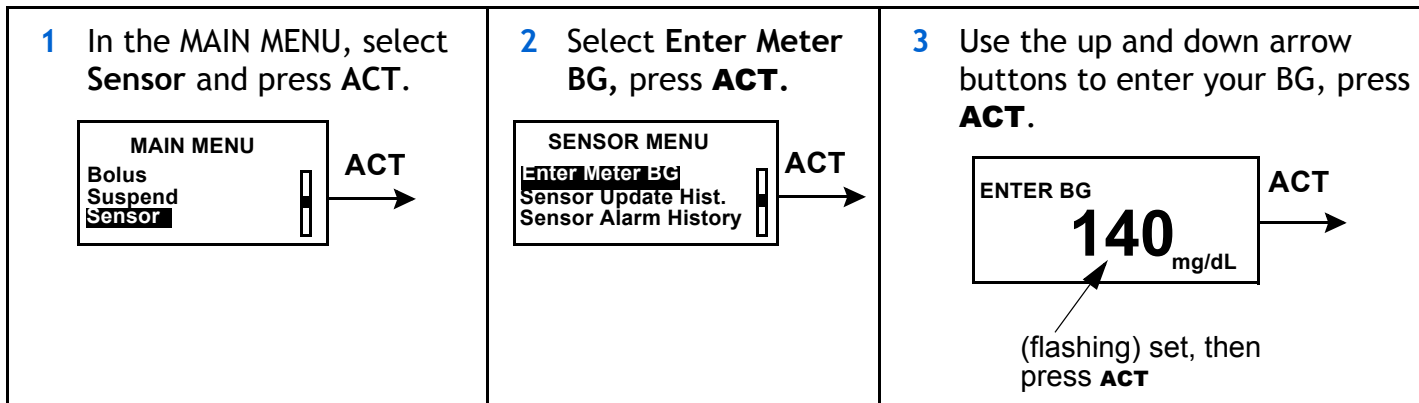 1 In the MAIN MENU, select
Sensor and press ACT.
MAIN MENU
Bolus
Suspend
Sensor
ACT
2 Select Enter Meter
BG, press ACT.
SENSOR MENU
Enter Meter BG
Sensor Update Hist.
Sensor Alarm History
ACT
3 Use the up and down arrow
buttons to enter your BG, press
ACT.
ENTER BG
140 mg/dL
ACT
(flashing) set, then
press ACT